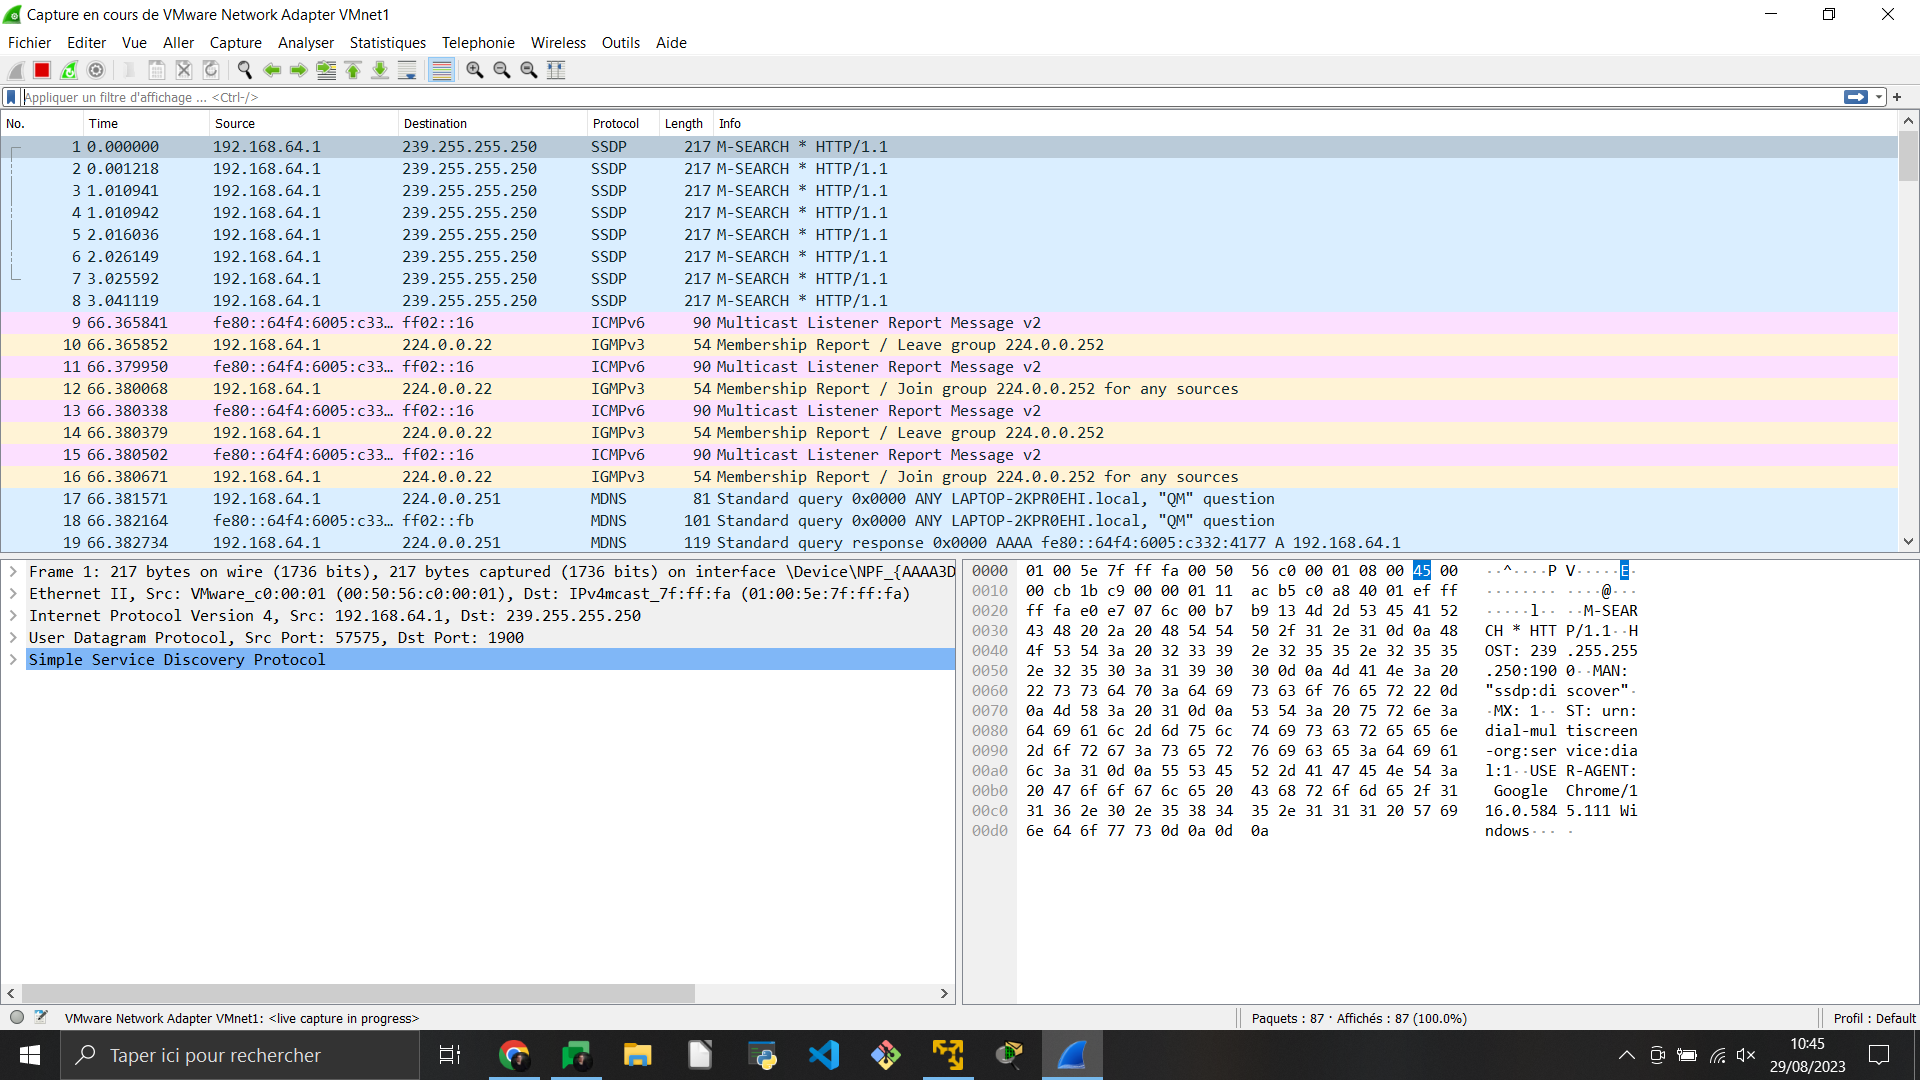 Capture en cours de VMware Network Adapter VMnet1
Fichier Editer Vue Aller Capture Analyser Statistiques Telephonie Wireless Outils Aide
Appliquer un filtre d'affichage ... <Ctrl-/>
No. Time Source Destination Protocol Length Info
1 0.000000 192.168.64.1 239.255.255.250 SSDP 217 M-SEARCH * HTTP/1.1
2 0.001218 192.168.64.1 239.255.255.250 SSDP 217 M-SEARCH * HTTP/1.1
3 1.010941 192.168.64.1 239.255.255.250 SSDP 217 M-SEARCH * HTTP/1.1
4 1.010942 192.168.64.1 239.255.255.250 SSDP 217 M-SEARCH * HTTP/1.1
5 2.016036 192.168.64.1 239.255.255.250 SSDP 217 M-SEARCH * HTTP/1.1
6 2.026149 192.168.64.1 239.255.255.250 SSDP 217 M-SEARCH * HTTP/1.1
7 3.025592 192.168.64.1 239.255.255.250 SSDP 217 M-SEARCH * HTTP/1.1
8 3.041119 192.168.64.1 239.255.255.250 SSDP 217 M-SEARCH * HTTP/1.1
9 66.365841 fe80::64f4:6005:c33… ff02::16 ICMPv6 90 Multicast Listener Report Message v2
10 66.365852 192.168.64.1 224.0.0.22 IGMPv3 54 Membership Report / Leave group 224.0.0.252
11 66.379950 fe80::64f4:6005:c33… ff02::16 ICMPv6 90 Multicast Listener Report Message v2
12 66.380068 192.168.64.1 224.0.0.22 IGMPv3 54 Membership Report / Join group 224.0.0.252 for any sources
13 66.380338 fe80::64f4:6005:c33… ff02::16 ICMPv6 90 Multicast Listener Report Message v2
14 66.380379 192.168.64.1 224.0.0.22 IGMPv3 54 Membership Report / Leave group 224.0.0.252
15 66.380502 fe80::64f4:6005:c33… ff02::16 ICMPv6 90 Multicast Listener Report Message v2
16 66.380671 192.168.64.1 224.0.0.22 IGMPv3 54 Membership Report / Join group 224.0.0.252 for any sources
17 66.381571 192.168.64.1 224.0.0.251 MDNS 81 Standard query 0x0000 ANY LAPTOP-2KPR0EHI.local, "QM" question
18 66.382164 fe80::64f4:6005:c33… ff02::fb MDNS 101 Standard query 0x0000 ANY LAPTOP-2KPR0EHI.local, "QM" question
19 66.382734 192.168.64.1 224.0.0.251 MDNS 119 Standard query response 0x0000 AAAA fe80::64f4:6005:c332:4177 A 192.168.64.1
Frame 1: 217 bytes on wire (1736 bits), 217 bytes captured (1736 bits) on interface \Device\NPF_{AAAA3D
Ethernet II, Src: VMware_c0:00:01 (00:50:56:c0:00:01), Dst: IPv4mcast_7f:ff:fa (01:00:5e:7f:ff:fa)
Internet Protocol Version 4, Src: 192.168.64.1, Dst: 239.255.255.250
User Datagram Protocol, Src Port: 57575, Dst Port: 1900
Simple Service Discovery Protocol
0000 01 00 5e 7f ff fa 00 50 56 c0 00 01 08 00 45 00 ··^····P V·····E·
0010 00 cb 1b c9 00 00 01 11 ac b5 c0 a8 40 01 ef ff ········ ····@···
0020 ff fa e0 e7 07 6c 00 b7 b9 13 4d 2d 53 45 41 52 ·····l·· ··M-SEAR
0030 43 48 20 2a 20 48 54 54 50 2f 31 2e 31 0d 0a 48 CH * HTT P/1.1··H
0040 4f 53 54 3a 20 32 33 39 2e 32 35 35 2e 32 35 35 OST: 239 .255.255
0050 2e 32 35 30 3a 31 39 30 30 0d 0a 4d 41 4e 3a 20 .250:190 0··MAN:
0060 22 73 73 64 70 3a 64 69 73 63 6f 76 65 72 22 0d "ssdp:di scover"·
0070 0a 4d 58 3a 20 31 0d 0a 53 54 3a 20 75 72 6e 3a ·MX: 1·· ST: urn:
0080 64 69 61 6c 2d 6d 75 6c 74 69 73 63 72 65 65 6e dial-mul tiscreen
0090 2d 6f 72 67 3a 73 65 72 76 69 63 65 3a 64 69 61 -org:ser vice:dia
00a0 6c 3a 31 0d 0a 55 53 45 52 2d 41 47 45 4e 54 3a l:1··USE R-AGENT:
00b0 20 47 6f 6f 67 6c 65 20 43 68 72 6f 6d 65 2f 31 Google Chrome/1
00c0 31 36 2e 30 2e 35 38 34 35 2e 31 31 31 20 57 69 16.0.584 5.111 Wi
00d0 6e 64 6f 77 73 0d 0a 0d 0a ndows··· ·
VMware Network Adapter VMnet1: <live capture in progress>
Paquets : 87 · Affichés : 87 (100.0%)
Profil : Default
Taper ici pour rechercher
10:45
29/08/2023